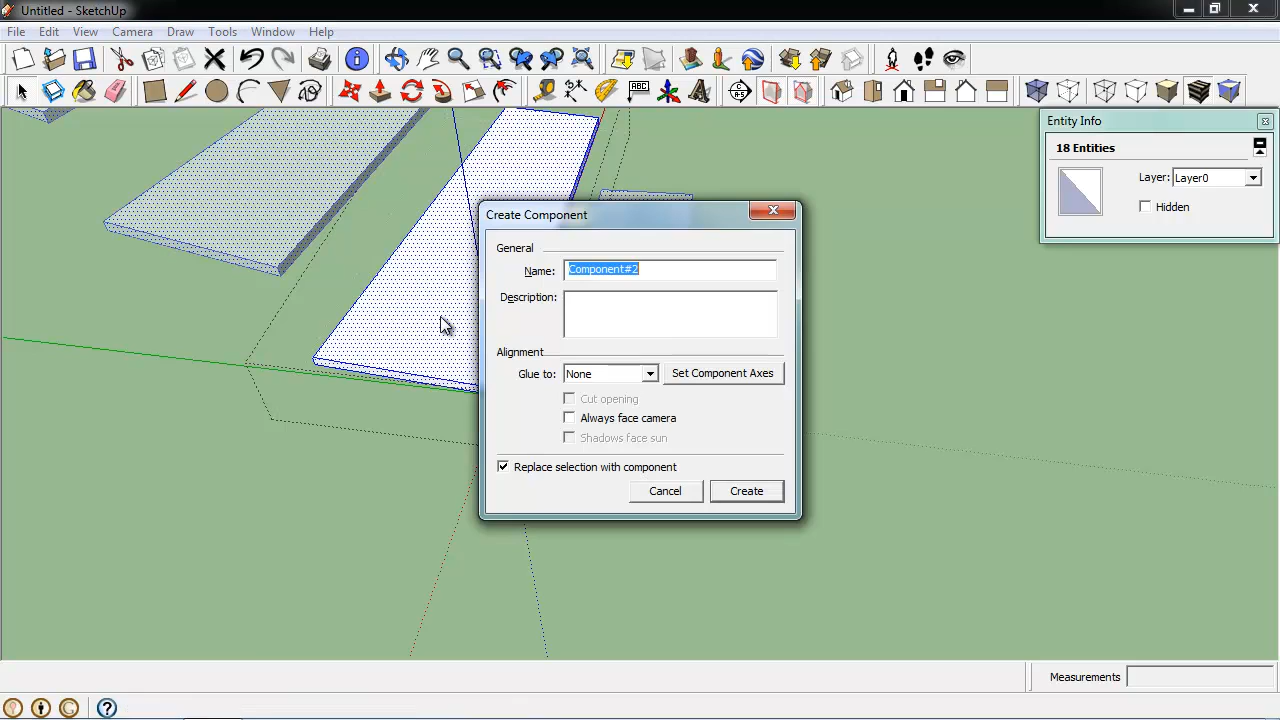 Untitled - SketchUp
File Edit View Camera Draw Tools Window Help
ABC
Entity Info
18 Entities
Layer: Layer0
Hidden
Create Component
General
Name: Component#2
Description:
Alignment
Glue to: None Set Component Axes
Cut opening
Always face camera
Shadows face sun
Replace selection with component
Cancel Create
Measurements